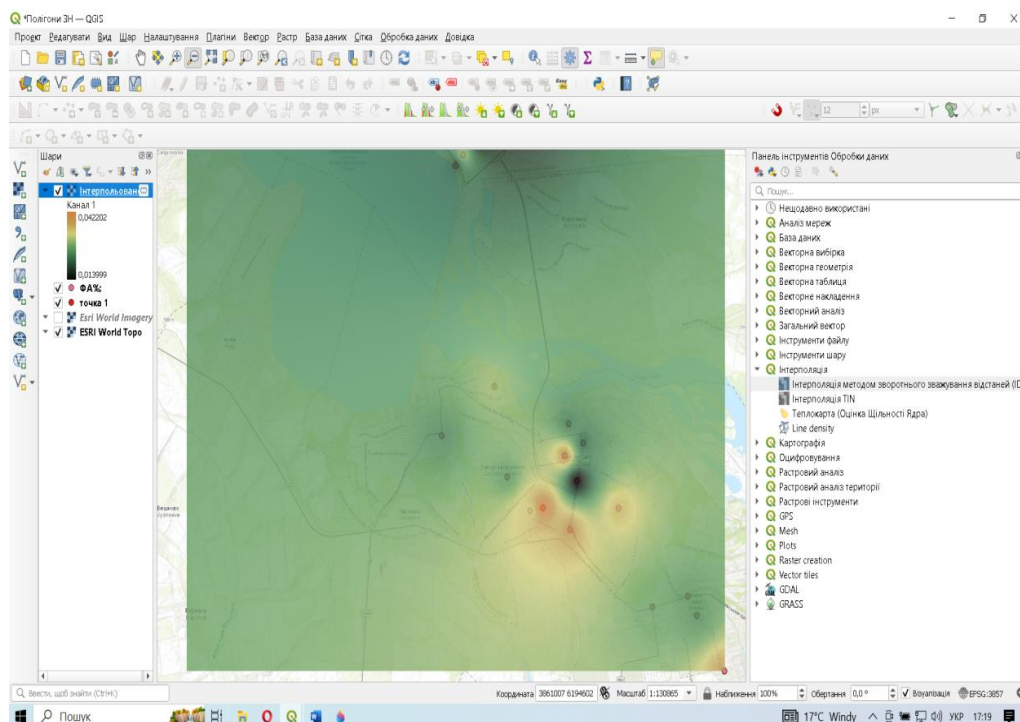 *Полігони ЗН — QGIS
Проєкт Редагувати Вид Шар Налаштування Плагіни Вектор Растр База даних Сітка Обробка даних Довідка
12 px
Шари
Інтерпольован
Канал 1
0,042202
0,013999
ФА%;
точка 1
Esri World Imagery
ESRI World Topo
Панель інструментів Обробки даних
Пошук...
Нещодавно використані
Аналіз мереж
База даних
Векторна вибірка
Векторна геометрія
Векторна таблиця
Векторне накладення
Векторний аналіз
Загальний вектор
Інструменти файлу
Інструменти шару
Інтерполяція
Інтерполяція методом зворотнього зважування відстаней (ID
Інтерполяція TIN
Теплокарта (Оцінка Щільності Ядра)
Line density
Картографія
Оцифровування
Растровий аналіз
Растровий аналіз території
Растрові інструменти
GPS
Mesh
Plots
Raster creation
Vector tiles
GDAL
GRASS
Ввести, щоб знайти (Ctrl+K)
Координата 3861007 6194602 Масштаб 1:130865 Наближення 100% Обертання 0,0 ° Візуалізація EPSG:3857
Пошук
17°C Windy УКР 17:19